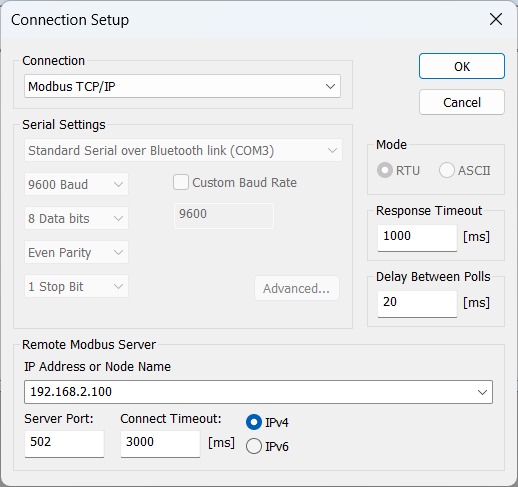 Connection Setup
Connection
OK
Modbus TCP/IP
Cancel
Serial Settings
Standard Serial over Bluetooth link (COM3)
Mode
RTU ASCII
9600 Baud
Custom Baud Rate
8 Data bits
9600
Response Timeout
1000 [ms]
Even Parity
1 Stop Bit
Advanced...
Delay Between Polls
20 [ms]
Remote Modbus Server
IP Address or Node Name
192.168.2.100
Server Port: Connect Timeout: IPv4
502 3000 [ms] IPv6